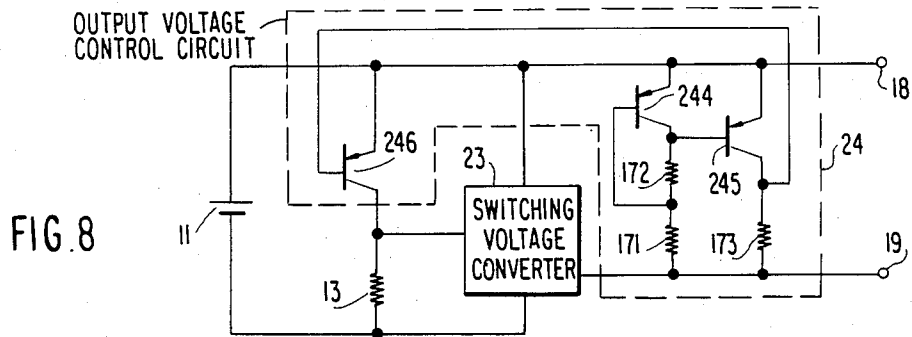 OUTPUT VOLTAGE
CONTROL CIRCUIT
18
244
24
246
23
172
245
FIG.8
11
SWITCHING
VOLTAGE
CONVERTER
171
173
19
13